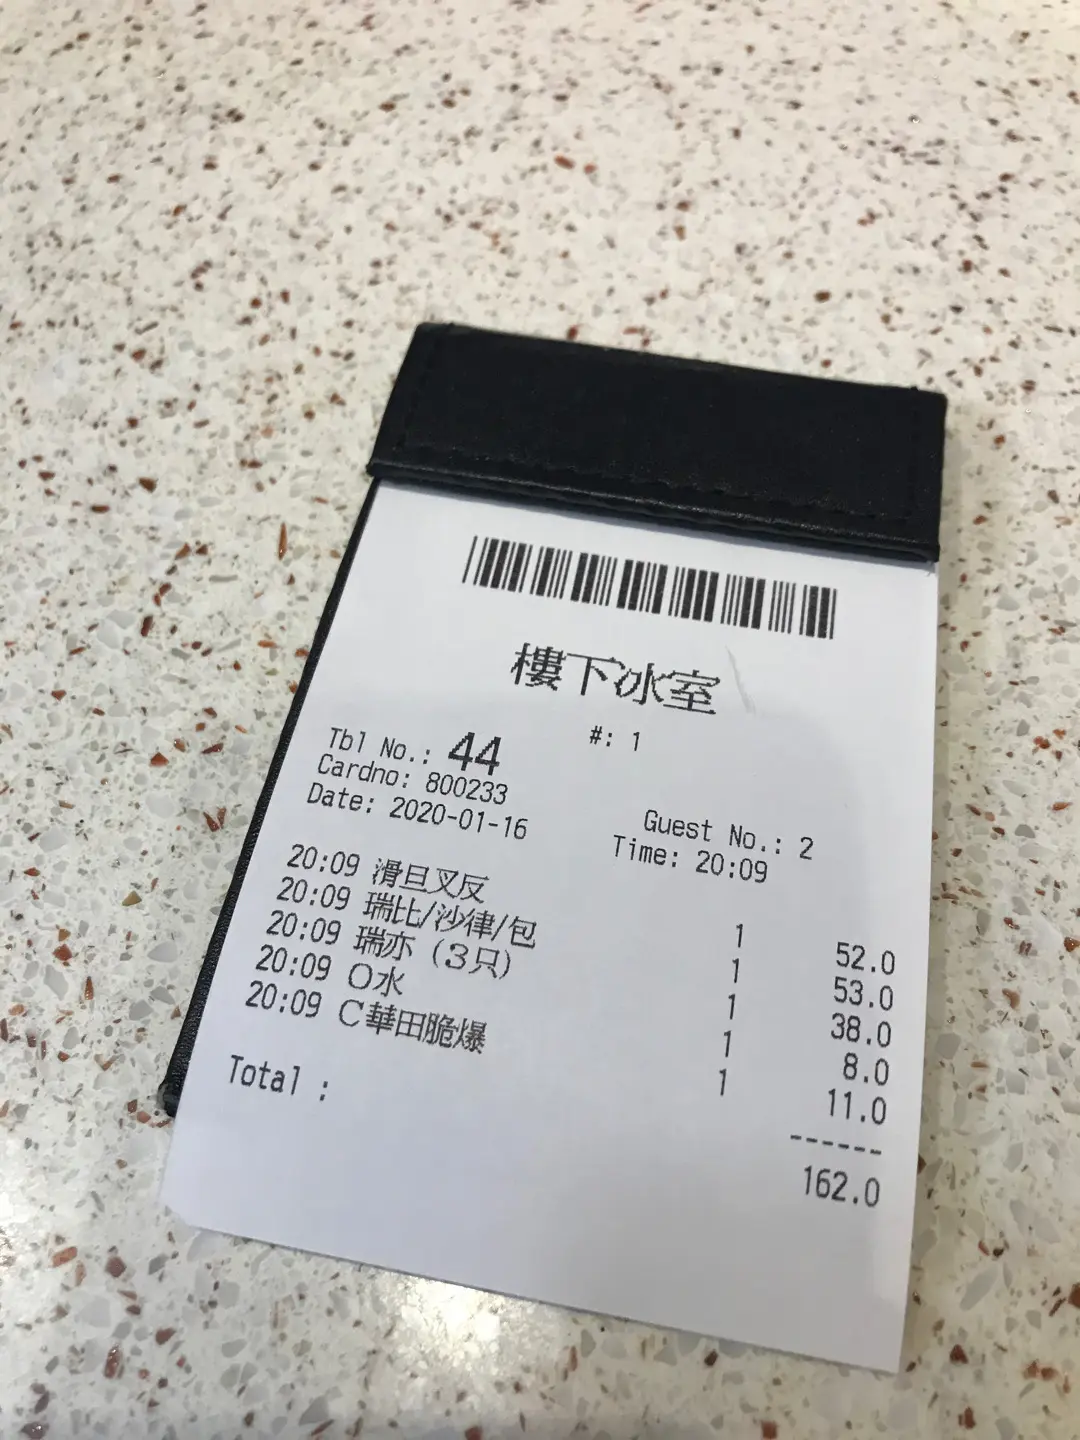 樓下冰室
#: 1
Tbl No.: 44
Cardno: 800233
Guest No.: 2
Date: 2020-01-16
Time: 20:09
20:09 滑旦叉反 1 52.0
20:09 瑞比/沙律/包 1 53.0
20:09 瑞亦 (3只) 1 38.0
20:09 O水 1 8.0
20:09 C華田脆爆 1 11.0
------
Total : 162.0